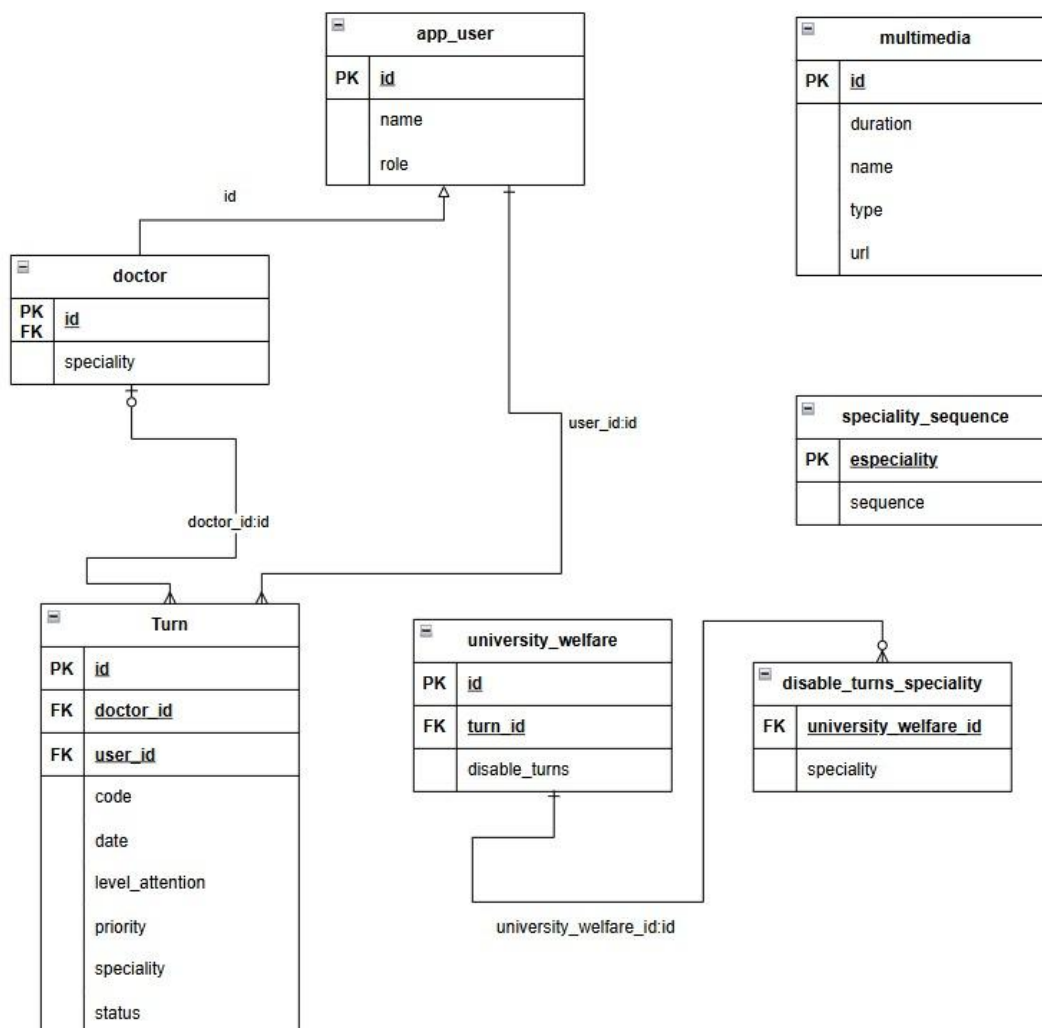 app_user
PK id
name
role
multimedia
PK id
duration
name
type
url
id
doctor
PK
FK
id
speciality
user_id:id
speciality_sequence
PK especiality
sequence
doctor_id:id
Turn
PK id
FK doctor_id
FK user_id
code
date
level_attention
priority
speciality
status
university_welfare
PK id
FK turn_id
disable_turns
disable_turns_speciality
FK university_welfare_id
speciality
university_welfare_id:id